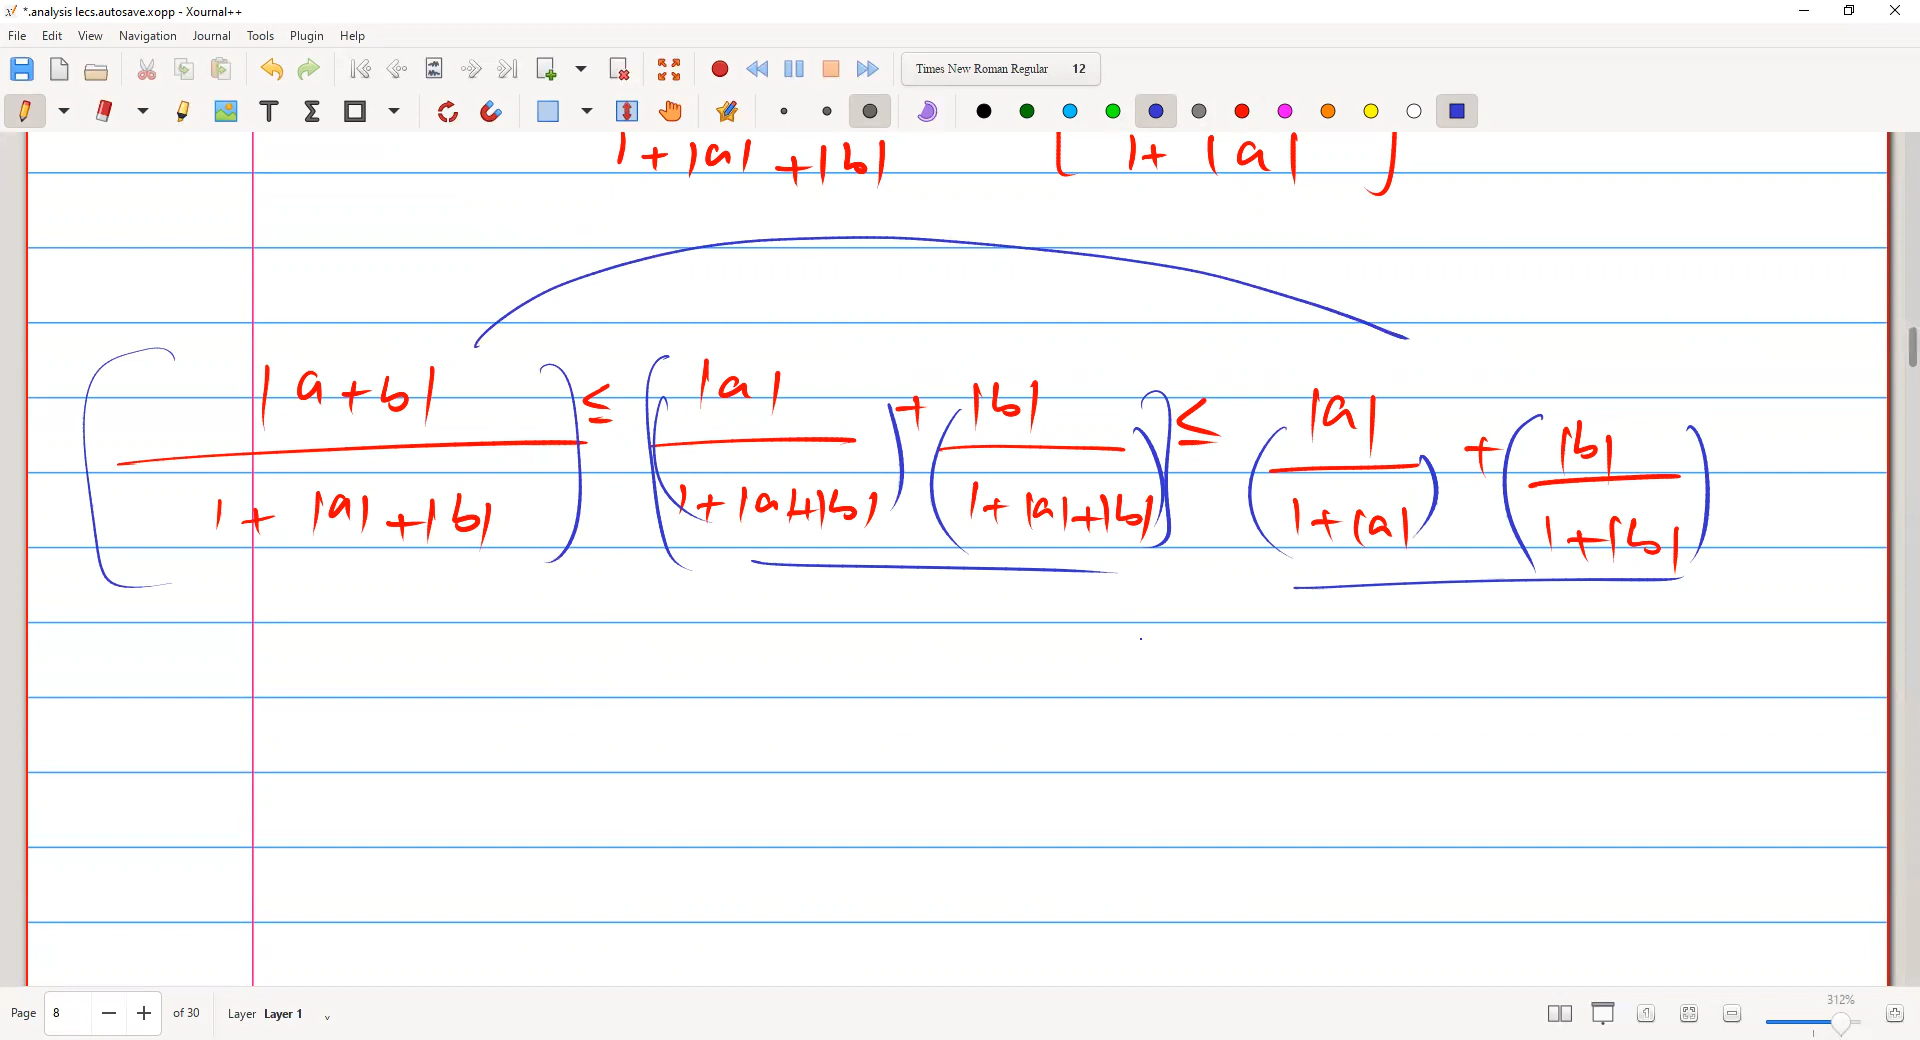 *.analysis lecs.autosave.xopp - Xournal++
File Edit View Navigation Journal Tools Plugin Help
Times New Roman Regular 12
1 + |a| + |b| [ 1 + |a| ]
( |a+b| / 1 + |a| + |b| ) ≤ ( ( |a| / 1 + |a|+|b| ) + ( |b| / 1 + |a|+|b| ) ) ≤ ( |a| / 1+|a| ) + ( |b| / 1+|b| )
Page 8 of 30 Layer Layer 1
312%